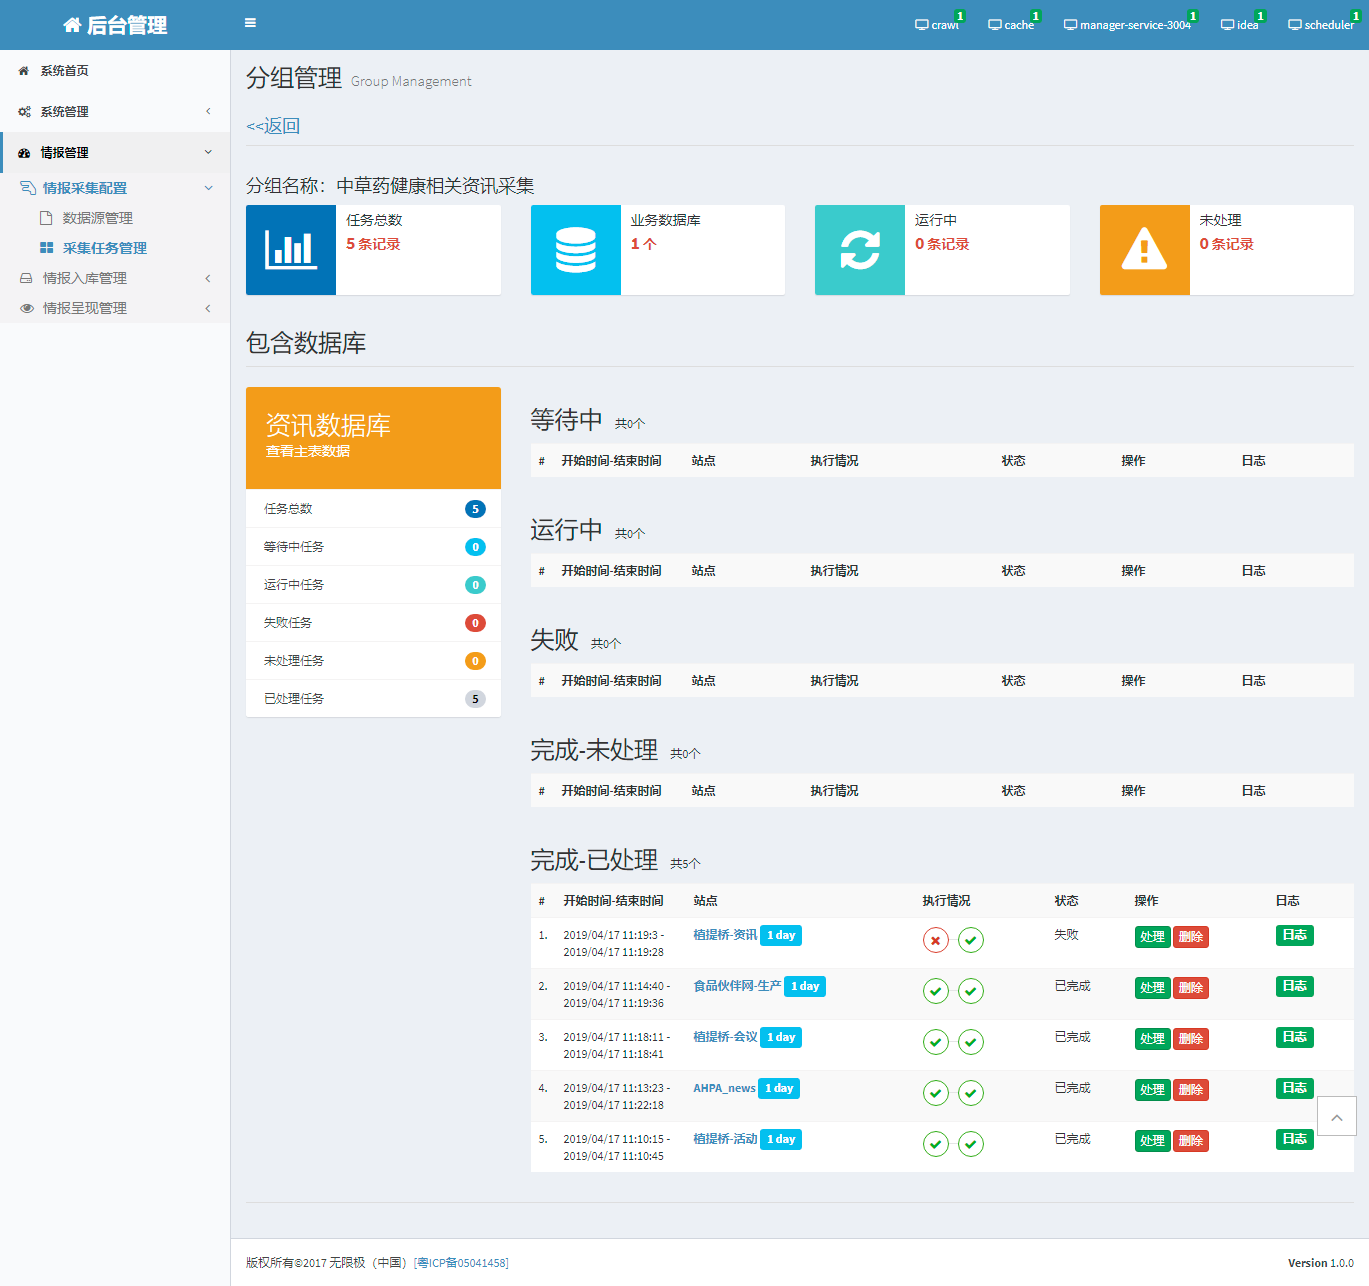 后台管理
crawl 1
cache 1
manager-service-3004 1
idea 1
scheduler 1
系统首页
系统管理
情报管理
情报采集配置
数据源管理
采集任务管理
情报入库管理
情报呈现管理
分组管理 Group Management
<<返回
分组名称：中草药健康相关资讯采集
任务总数
5 条记录
业务数据库
1 个
运行中
0 条记录
未处理
0 条记录
包含数据库
资讯数据库
查看主表数据
任务总数 5
等待中任务 0
运行中任务 0
失败任务 0
未处理任务 0
已处理任务 5
等待中 共0个
# 开始时间-结束时间 站点 执行情况 状态 操作 日志
运行中 共0个
# 开始时间-结束时间 站点 执行情况 状态 操作 日志
失败 共0个
# 开始时间-结束时间 站点 执行情况 状态 操作 日志
完成-未处理 共0个
# 开始时间-结束时间 站点 执行情况 状态 操作 日志
完成-已处理 共5个
# 开始时间-结束时间 站点 执行情况 状态 操作 日志
1. 2019/04/17 11:19:3 - 植提桥-资讯 1 day 失败 处理 删除 日志
2019/04/17 11:19:28
2. 2019/04/17 11:14:40 - 食品伙伴网-生产 1 day 已完成 处理 删除 日志
2019/04/17 11:19:36
3. 2019/04/17 11:18:11 - 植提桥-会议 1 day 已完成 处理 删除 日志
2019/04/17 11:18:41
4. 2019/04/17 11:13:23 - AHPA_news 1 day 已完成 处理 删除 日志
2019/04/17 11:22:18
5. 2019/04/17 11:10:15 - 植提桥-活动 1 day 已完成 处理 删除 日志
2019/04/17 11:10:45
版权所有©2017 无限极（中国）[粤ICP备05041458]
Version 1.0.0